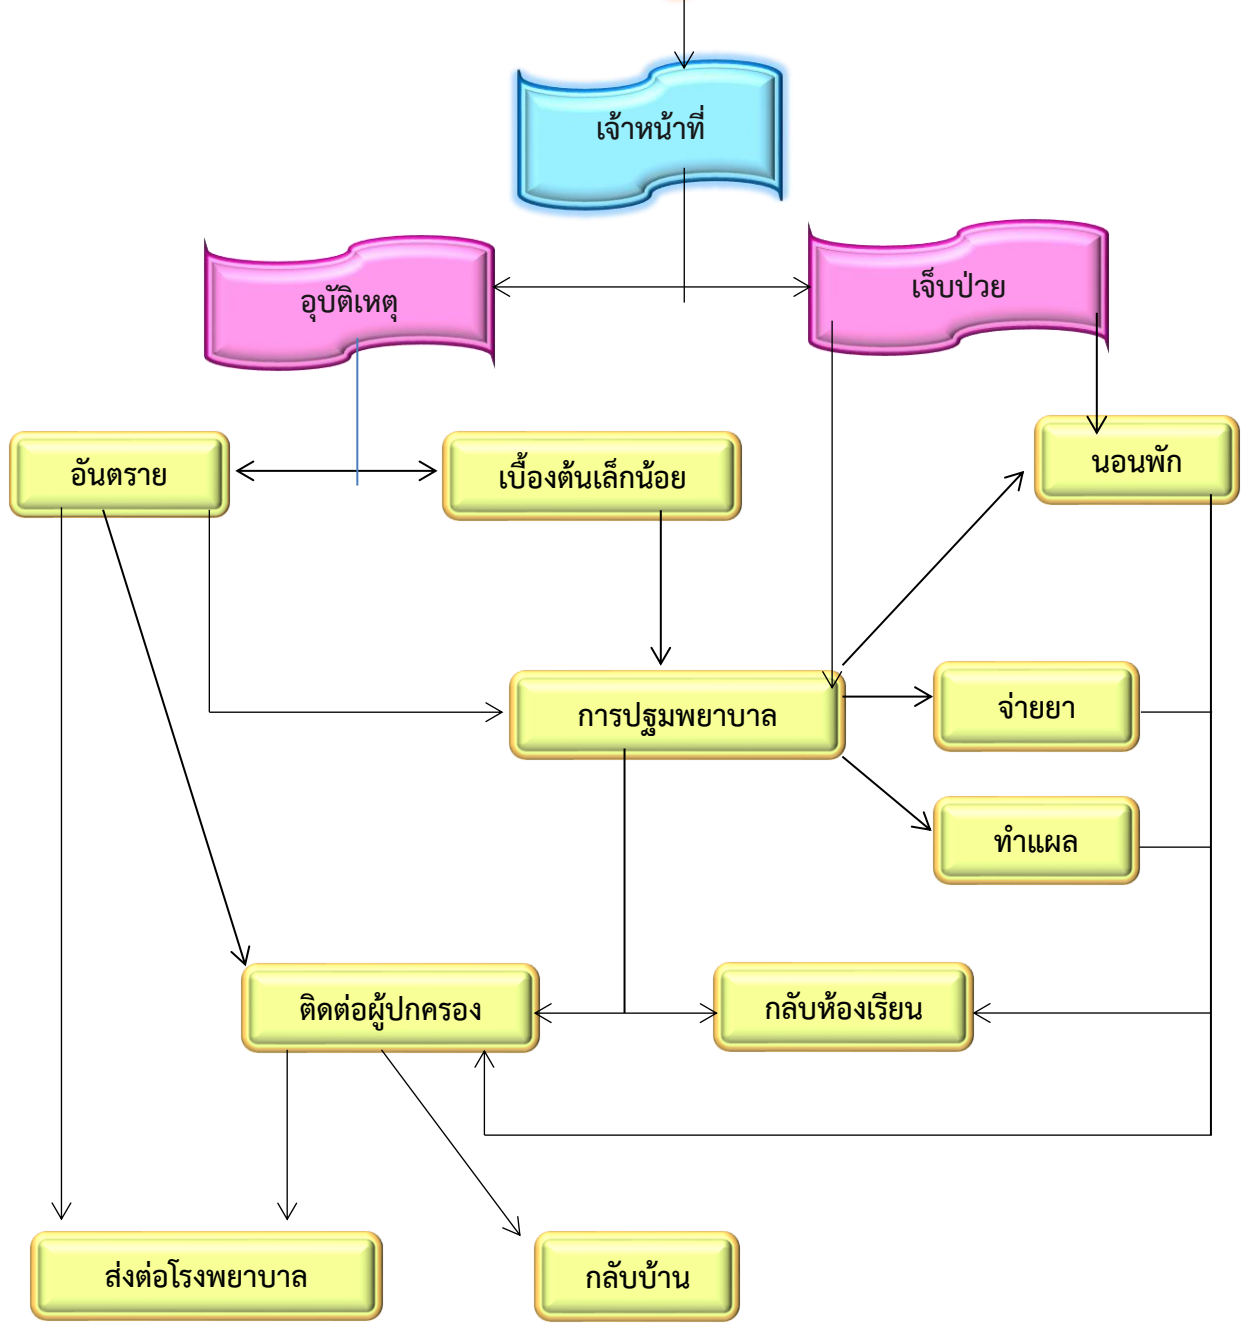 เจ้าหน้าที่
อุบัติเหตุ
เจ็บป่วย
อันตราย
เบื้องต้นเล็กน้อย
นอนพัก
การปฐมพยาบาล
จ่ายยา
ทำแผล
ติดต่อผู้ปกครอง
กลับห้องเรียน
ส่งต่อโรงพยาบาล
กลับบ้าน